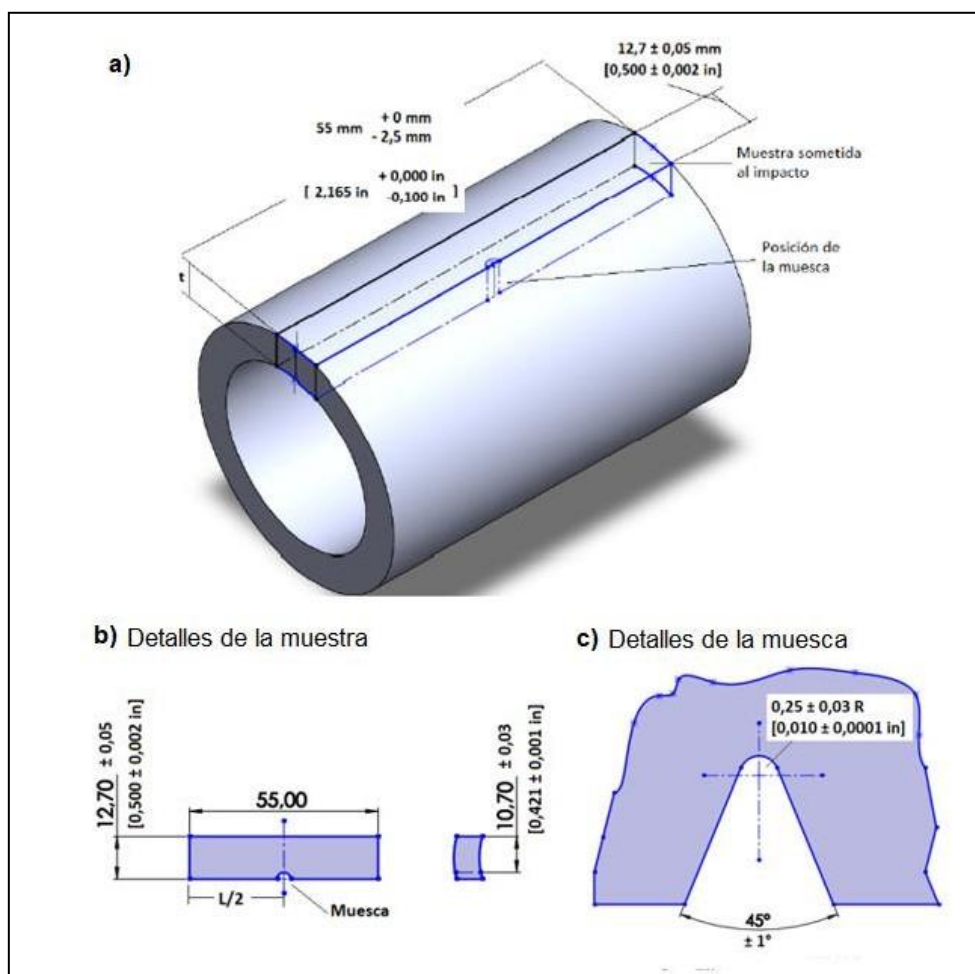 a)
12,7 ± 0,05 mm
[0,500 ± 0,002 in]
55 mm + 0 mm
- 2,5 mm
[ 2,165 in + 0,000 in
-0,100 in ]
Muestra sometida
al impacto
Posición de
la muesca
t
b) Detalles de la muestra
12,70 ± 0,05
[0,500 ± 0,002 in]
55,00
L/2
Muesca
10,70 ± 0,03
[0,421 ± 0,001 in]
c) Detalles de la muesca
0,25 ± 0,03 R
[0,010 ± 0,0001 in]
45°
± 1°